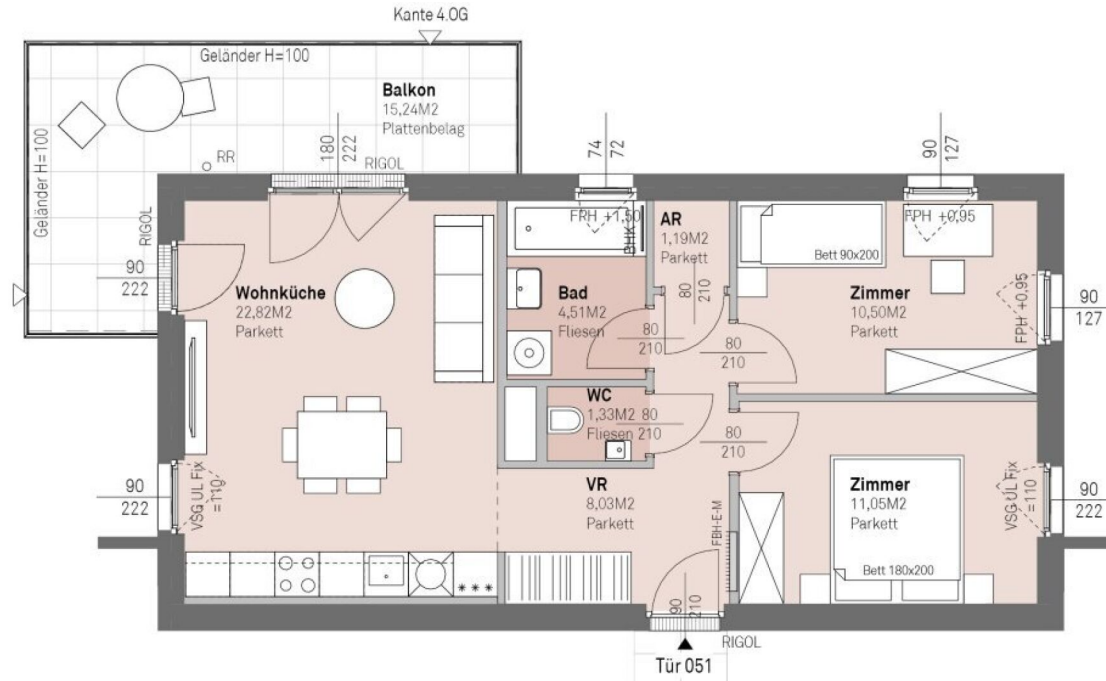 Kante 4.OG
Geländer H=100
Balkon
15,24M2
Plattenbelag
Geländer H=100
RR
180
222
RIGOL
74
72
90
127
RIGOL
FRH +1,50
BHK
AR
1,19M2
Parkett
FPH +0,95
Bett 90x200
90
222
Wohnküche
22,82M2
Parkett
Bad
4,51M2
Fliesen
80
210
80
210
80
210
Zimmer
10,50M2
Parkett
FPH +0,95
90
127
WC
1,33M2
Fliesen
80
210
80
210
90
222
VSG UL Fix
=110
VR
8,03M2
Parkett
FBH-E-M
Zimmer
11,05M2
Parkett
VSG UL Fix
=110
90
222
Bett 180x200
***
90
210
RIGOL
Tür 051